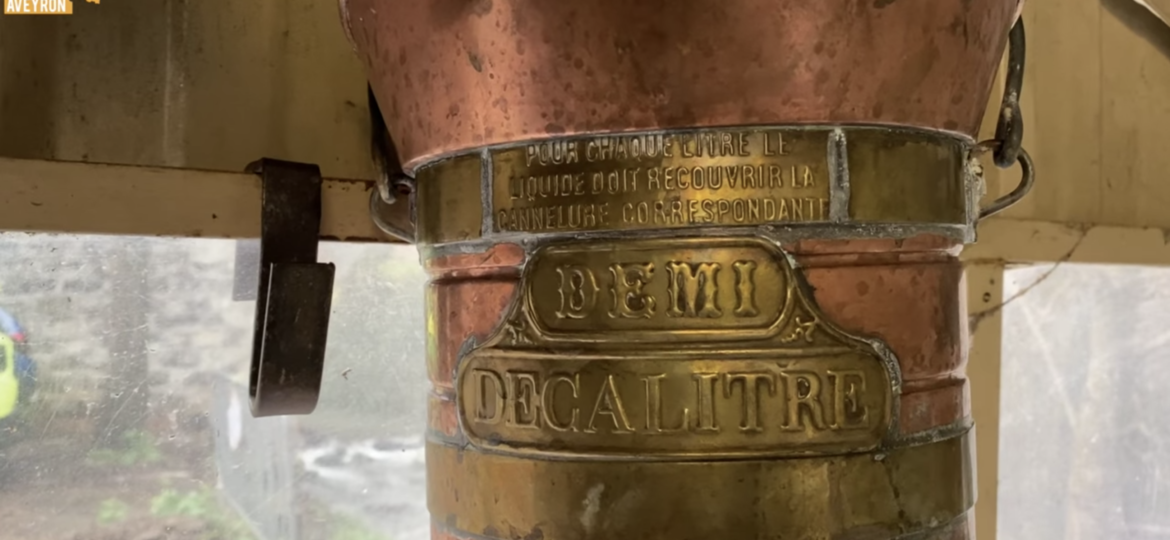 AVEYRON
POUR CHAQUE LITRE LE
LIQUIDE DOIT RECOUVRIR LA
CANNELURE CORRESPONDANTE
DEMI
DECALITRE